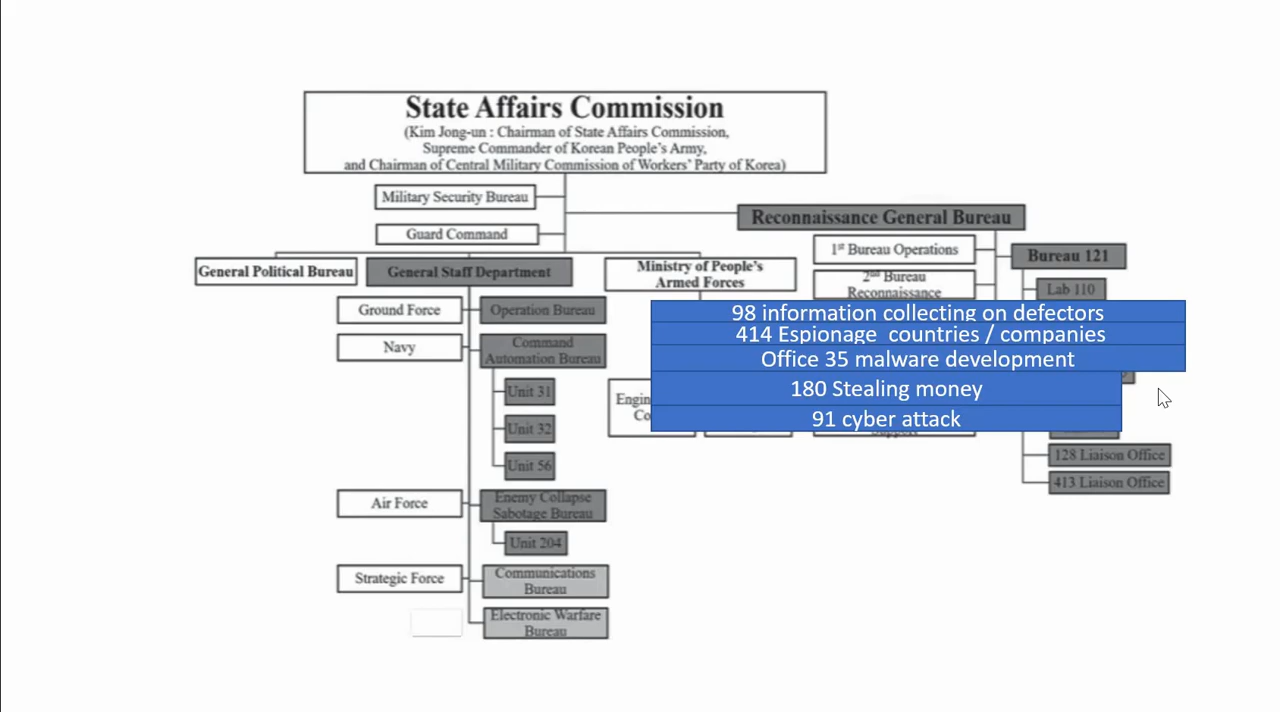 State Affairs Commission
(Kim Jong-un : Chairman of State Affairs Commission,
Supreme Commander of Korean People's Army,
and Chairman of Central Military Commission of Workers' Party of Korea)
Military Security Bureau
Guard Command
Reconnaissance General Bureau
1st Bureau Operations
2nd Bureau
Reconnaissance
Bureau 121
Lab 110
General Political Bureau
General Staff Department
Ministry of People's
Armed Forces
Ground Force
Operation Bureau
Navy
Command
Automation Bureau
Unit 31
Unit 32
Unit 56
Air Force
Enemy Collapse
Sabotage Bureau
Unit 204
Strategic Force
Communications
Bureau
Electronic Warfare
Bureau
98 information collecting on defectors
414 Espionage countries / companies
Office 35 malware development
180 Stealing money
91 cyber attack
128 Liaison Office
413 Liaison Office